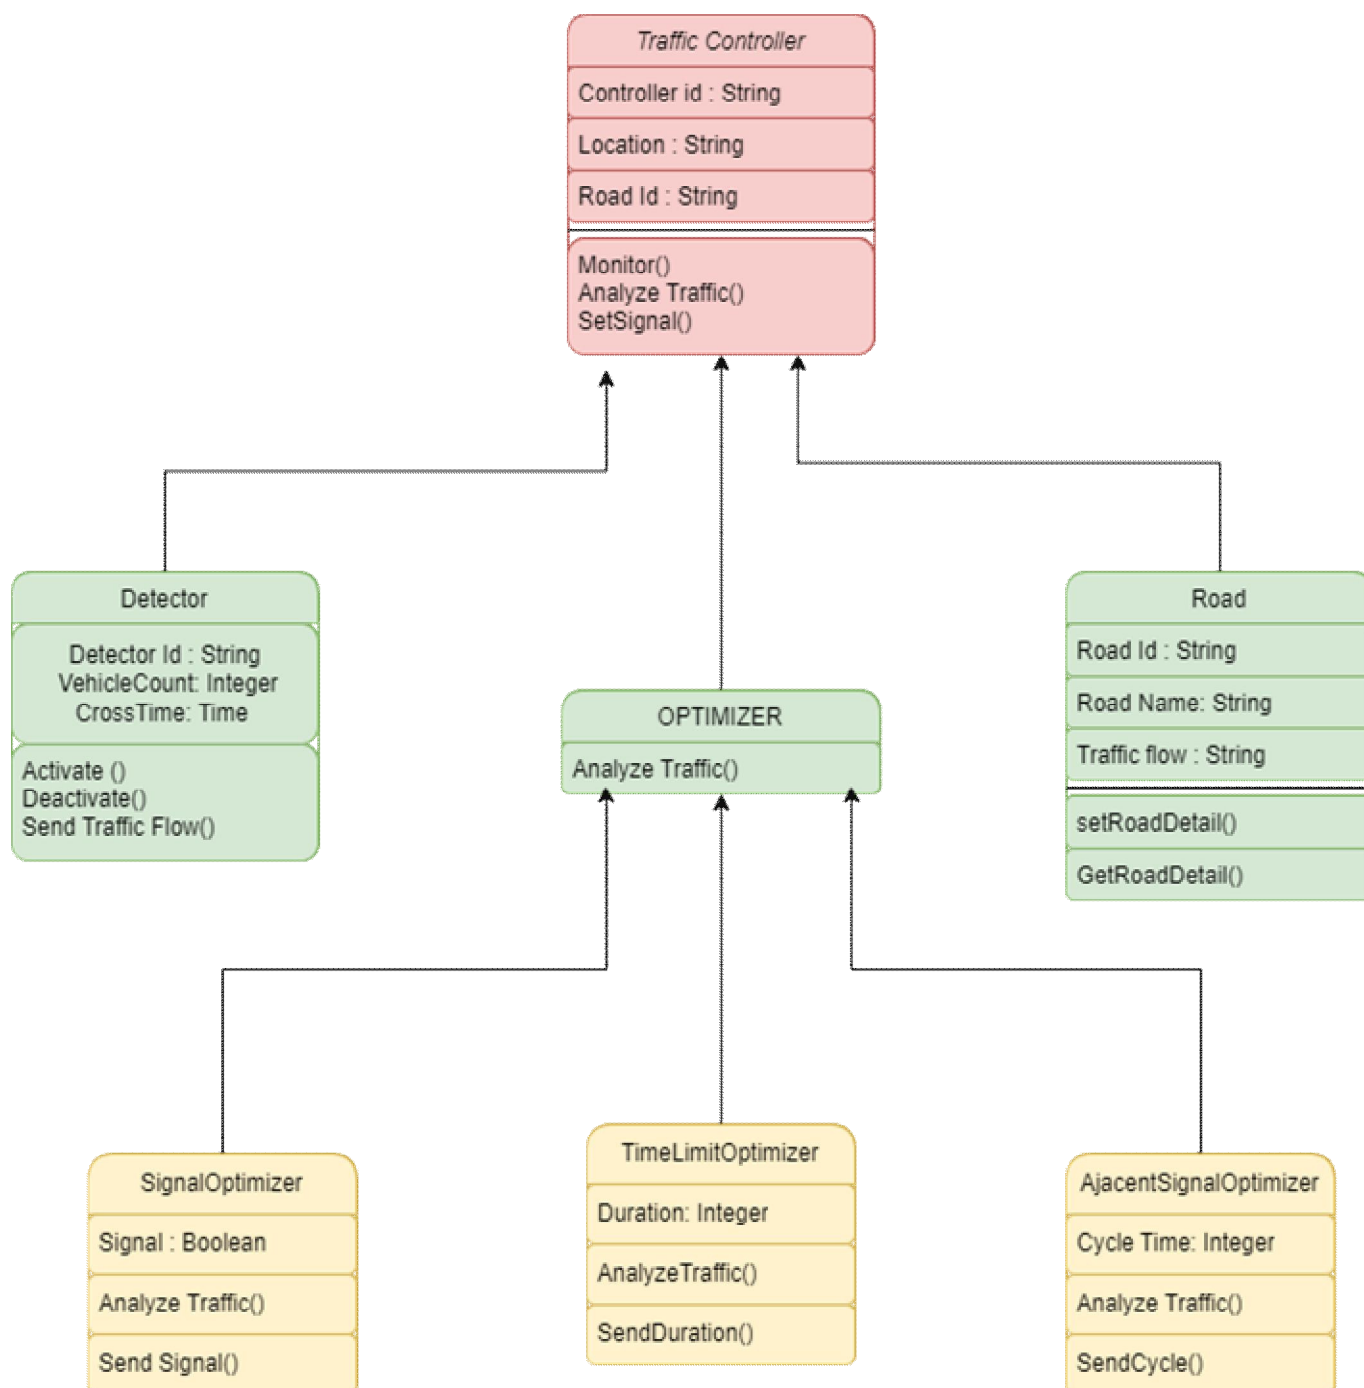 Traffic Controller
Controller id : String
Location : String
Road Id : String
Monitor()
Analyze Traffic()
SetSignal()
Detector
Detector Id : String
VehicleCount: Integer
CrossTime: Time
Activate ()
Deactivate()
Send Traffic Flow()
OPTIMIZER
Analyze Traffic()
Road
Road Id : String
Road Name: String
Traffic flow : String
setRoadDetail()
GetRoadDetail()
SignalOptimizer
Signal : Boolean
Analyze Traffic()
Send Signal()
TimeLimitOptimizer
Duration: Integer
AnalyzeTraffic()
SendDuration()
AjacentSignalOptimizer
Cycle Time: Integer
Analyze Traffic()
SendCycle()